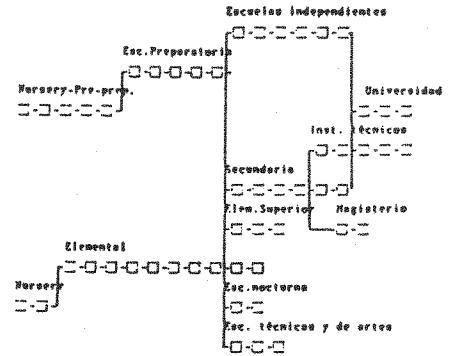 Escuelas independientes
Esc.Preparatoria
Nursery-Pre-prep.
Universidad
Inst. técnicos
Secundaria
Elem.Superior
Magisterio
Elemental
Nursery
Esc.nocturna
Esc. técnicas y de artes